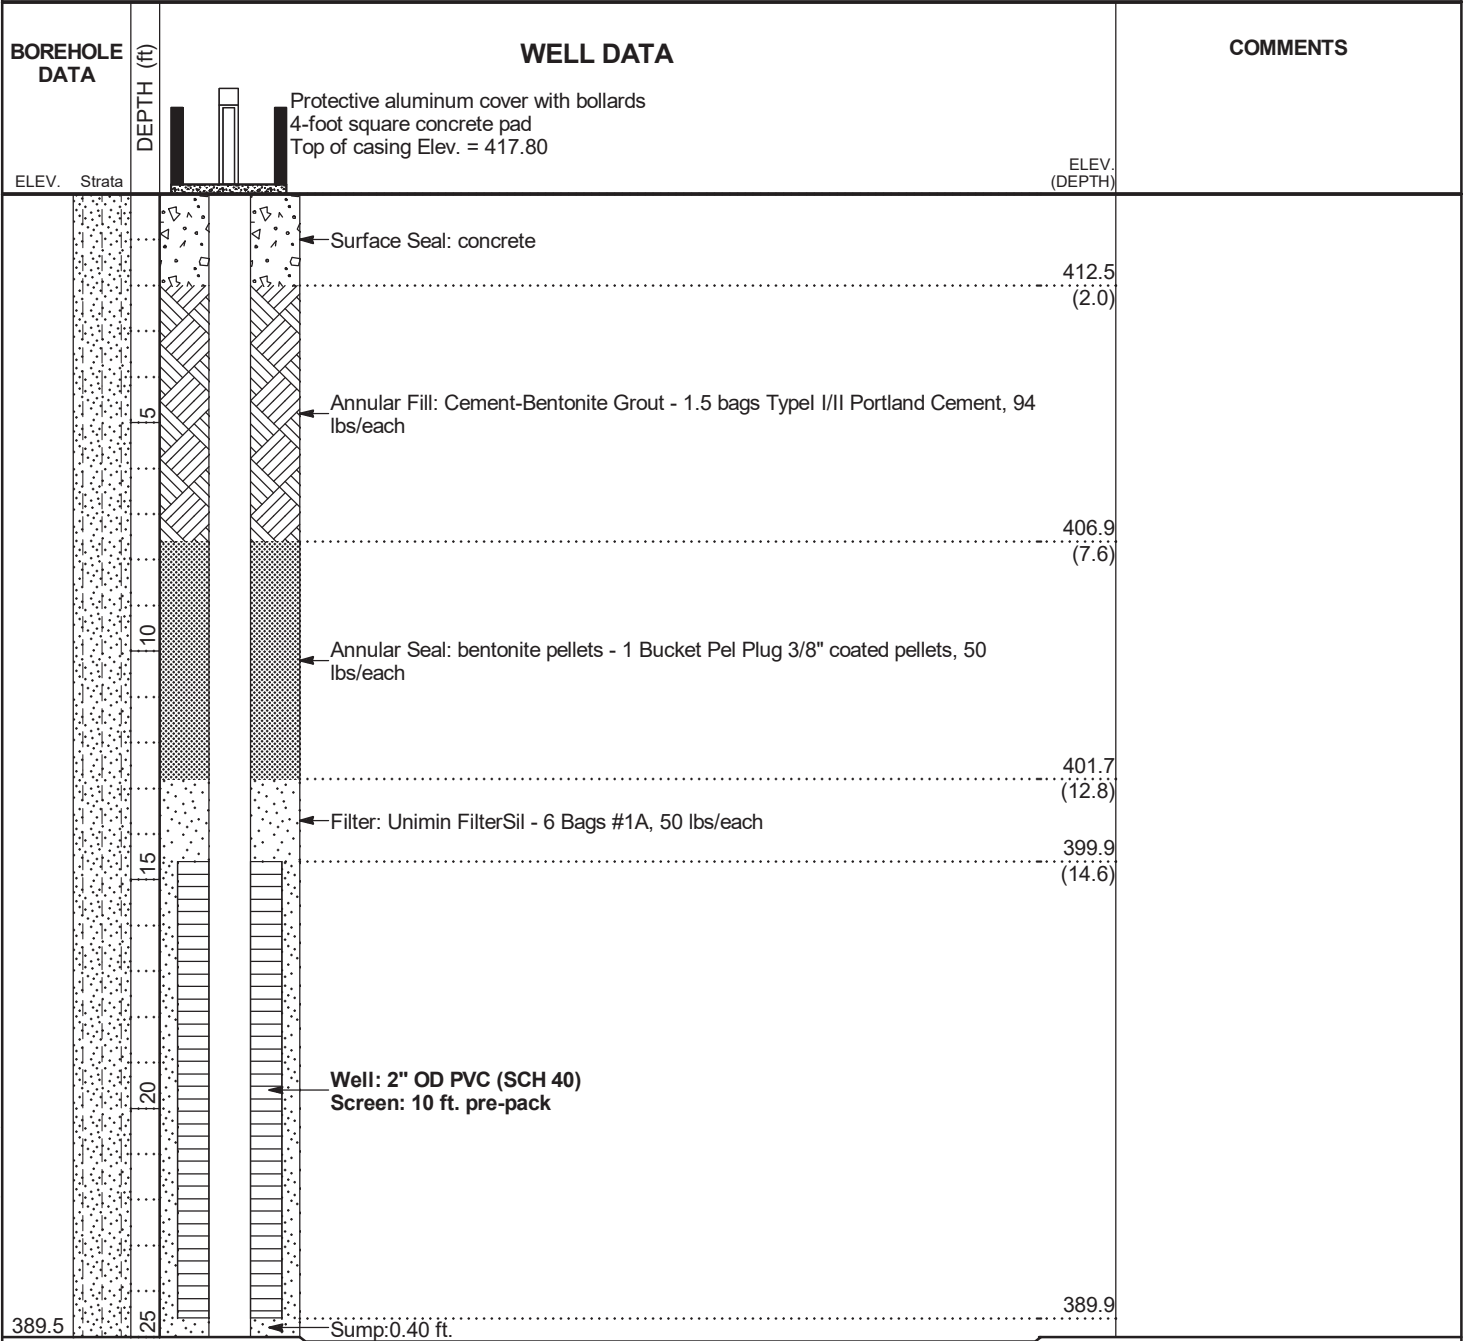 BOREHOLE
DATA
DEPTH (ft)
WELL DATA
COMMENTS
Protective aluminum cover with bollards
4-foot square concrete pad
Top of casing Elev. = 417.80
ELEV.
(DEPTH)
ELEV. Strata
Surface Seal: concrete
412.5
(2.0)
Annular Fill: Cement-Bentonite Grout - 1.5 bags TypeI I/II Portland Cement, 94
lbs/each
5
406.9
(7.6)
10
Annular Seal: bentonite pellets - 1 Bucket Pel Plug 3/8" coated pellets, 50
lbs/each
401.7
(12.8)
Filter: Unimin FilterSil - 6 Bags #1A, 50 lbs/each
399.9
(14.6)
15
Well: 2" OD PVC (SCH 40)
Screen: 10 ft. pre-pack
20
389.9
389.5
25
Sump:0.40 ft.